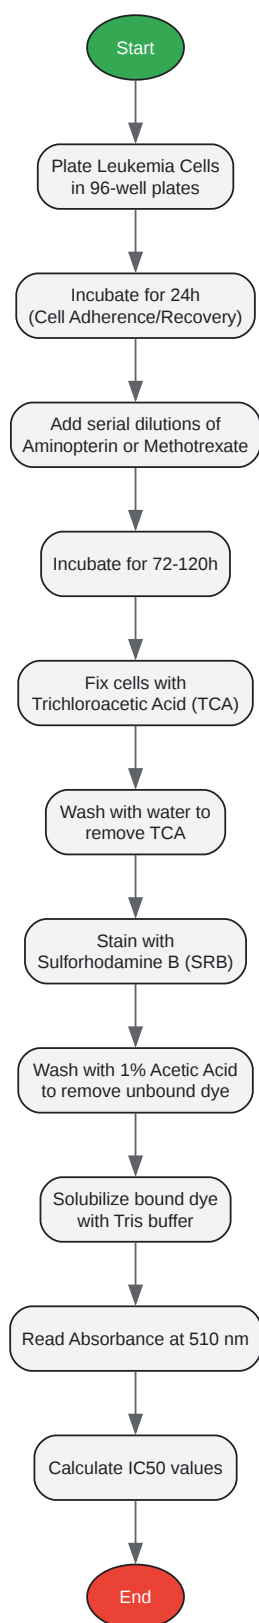 Start
Plate Leukemia Cells
in 96-well plates
Incubate for 24h
(Cell Adherence/Recovery)
Add serial dilutions of
Aminopterin or Methotrexate
Incubate for 72-120h
Fix cells with
Trichloroacetic Acid (TCA)
Wash with water to
remove TCA
Stain with
Sulforhodamine B (SRB)
Wash with 1% Acetic Acid
to remove unbound dye
Solubilize bound dye
with Tris buffer
Read Absorbance at 510 nm
Calculate IC50 values
End